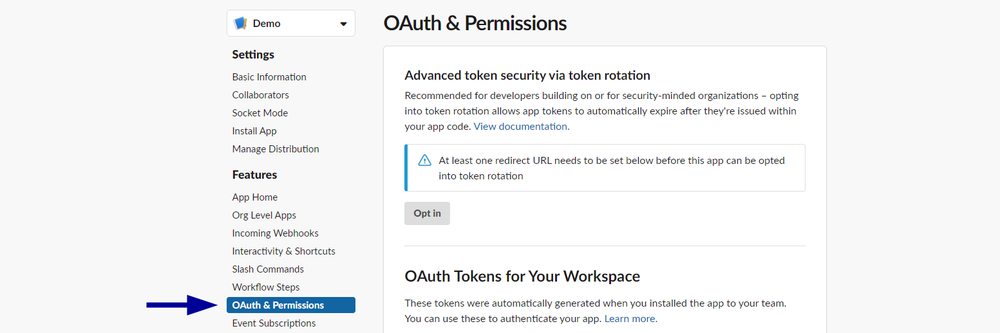 Demo
Settings
Basic Information
Collaborators
Socket Mode
Install App
Manage Distribution
Features
App Home
Org Level Apps
Incoming Webhooks
Interactivity & Shortcuts
Slash Commands
Workflow Steps
OAuth & Permissions
Event Subscriptions
OAuth & Permissions
Advanced token security via token rotation
Recommended for developers building on or for security-minded organizations – opting
into token rotation allows app tokens to automatically expire after they're issued within
your app code. View documentation.
At least one redirect URL needs to be set below before this app can be opted
into token rotation
Opt in
OAuth Tokens for Your Workspace
These tokens were automatically generated when you installed the app to your team.
You can use these to authenticate your app. Learn more.